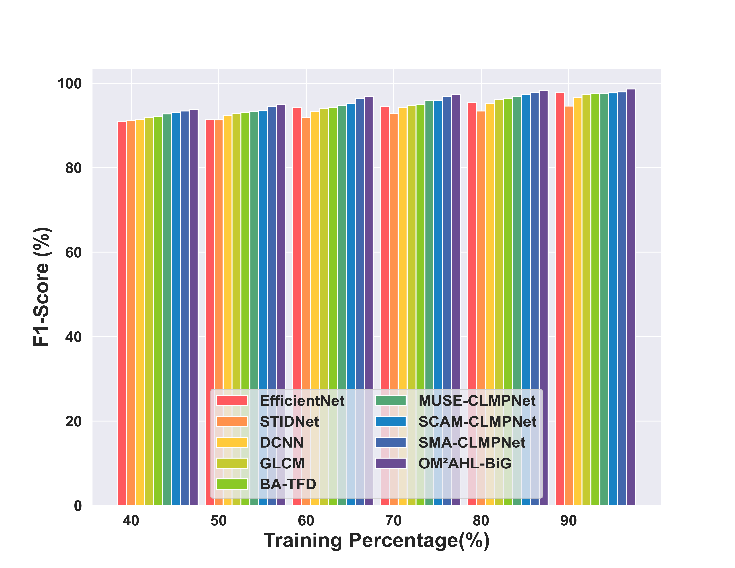 100
80
60
40
20
0
F1-Score (%)
EfficientNet
STIDNet
DCNN
GLCM
BA-TFD
MUSE-CLMPNet
SCAM-CLMPNet
SMA-CLMPNet
OM²AHL-BiG
40 50 60 70 80 90
Training Percentage(%)